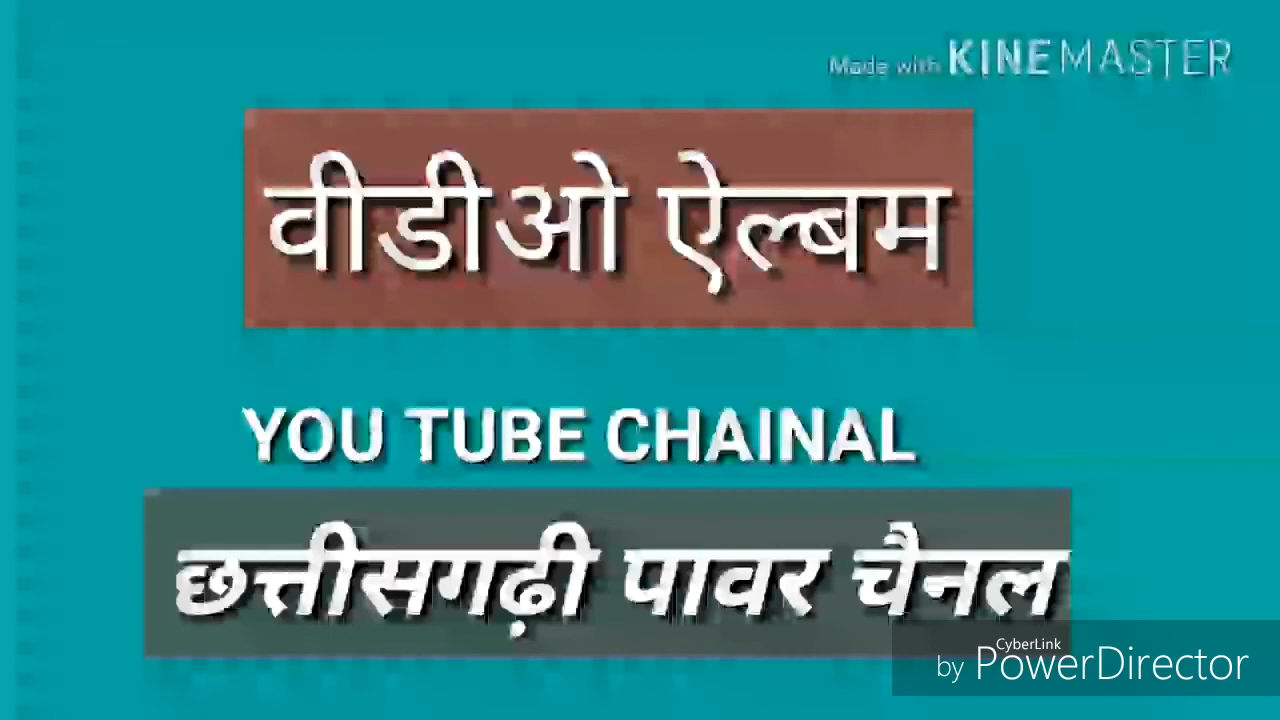 Made with KINEMASTER
वीडीओ ऐल्बम
YOU TUBE CHAINAL
छत्तीसगढ़ी पावर चैनल
CyberLink
by PowerDirector